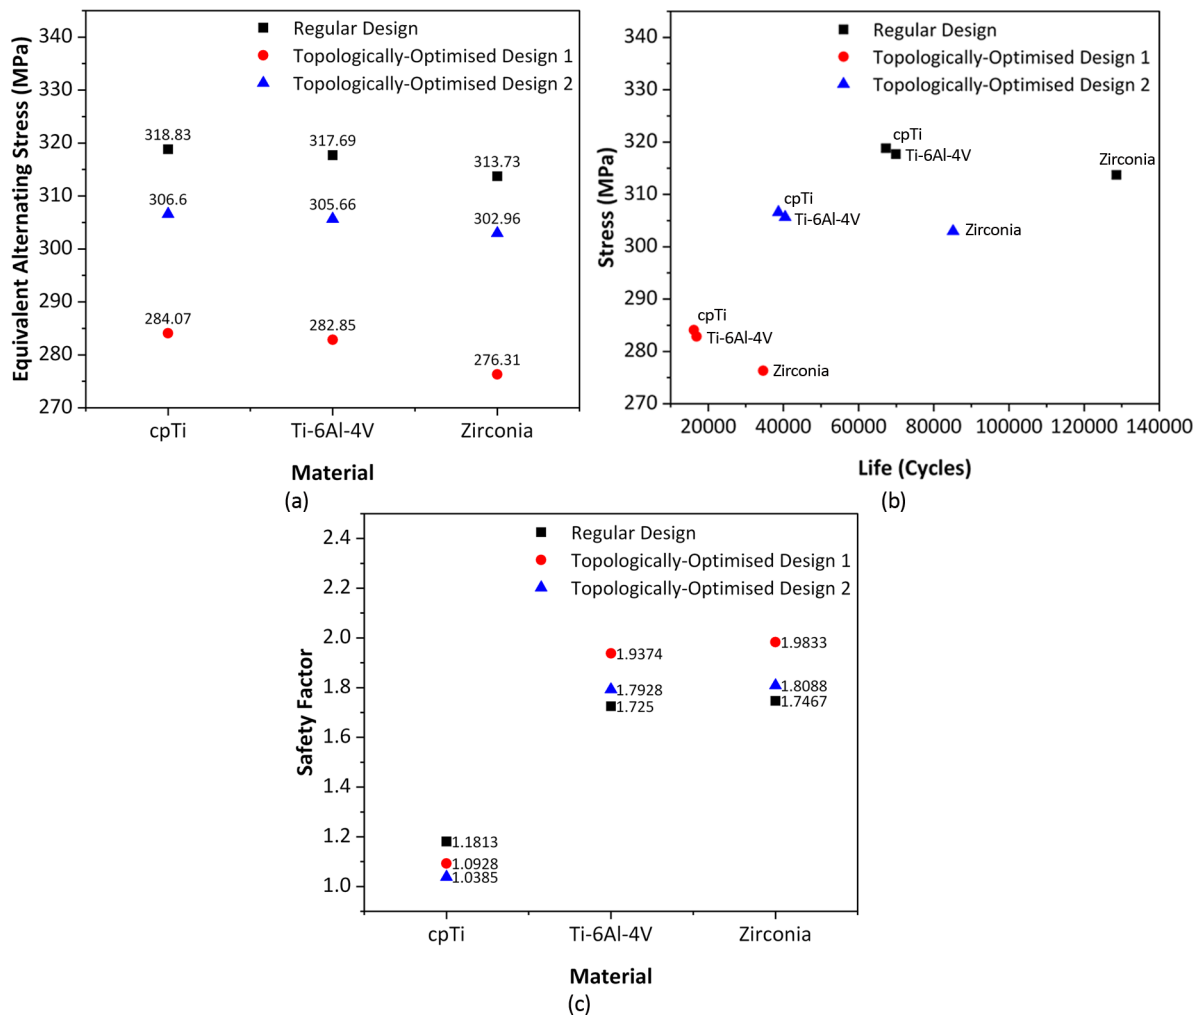 Regular Design
Topologically-Optimised Design 1
Topologically-Optimised Design 2
Equivalent Alternating Stress (MPa)
340
330
320
310
300
290
280
270
318.83
317.69
313.73
306.6
305.66
302.96
284.07
282.85
276.31
cpTi
Ti-6Al-4V
Zirconia
Material
(a)
Regular Design
Topologically-Optimised Design 1
Topologically-Optimised Design 2
Stress (MPa)
340
330
320
310
300
290
280
270
cpTi
Ti-6Al-4V
Zirconia
cpTi
Ti-6Al-4V
Zirconia
cpTi
Ti-6Al-4V
Zirconia
20000 40000 60000 80000 100000 120000 140000
Life (Cycles)
(b)
Regular Design
Topologically-Optimised Design 1
Topologically-Optimised Design 2
Safety Factor
2.4
2.2
2.0
1.8
1.6
1.4
1.2
1.0
1.9374
1.9833
1.7928
1.8088
1.725
1.7467
1.1813
1.0928
1.0385
cpTi
Ti-6Al-4V
Zirconia
Material
(c)